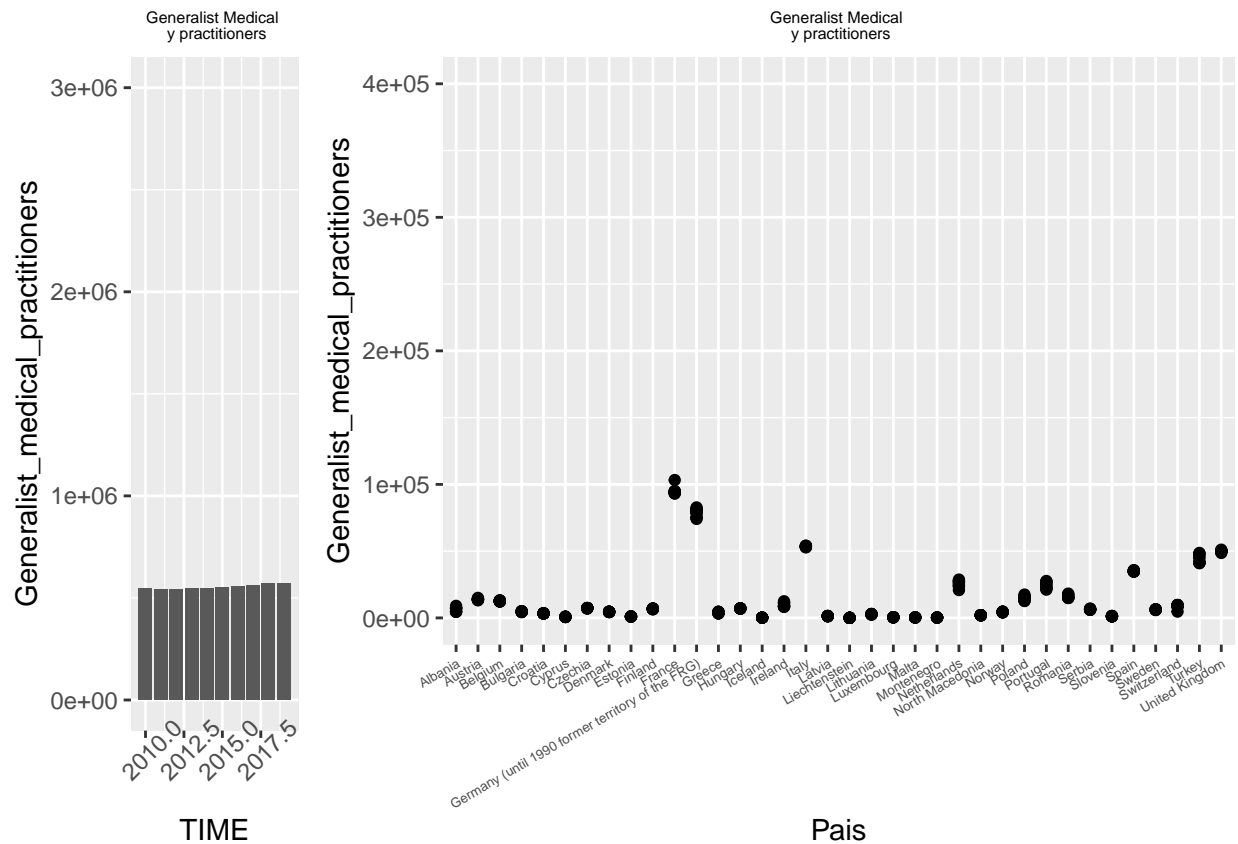 Generalist Medical
y practitioners
Generalist_medical_practitioners
3e+06
2e+06
1e+06
0e+00
2010.0
2012.5
2015.0
2017.5
TIME
Generalist Medical
y practitioners
Generalist_medical_practitioners
4e+05
3e+05
2e+05
1e+05
0e+00
Albania
Austria
Belgium
Bulgaria
Croatia
Cyprus
Czechia
Denmark
Estonia
Finland
France
Germany (until 1990 former territory of the FRG)
Greece
Hungary
Iceland
Ireland
Italy
Latvia
Liechtenstein
Lithuania
Luxembourg
Malta
Montenegro
Netherlands
North Macedonia
Norway
Poland
Portugal
Romania
Serbia
Slovenia
Spain
Sweden
Switzerland
Turkey
United Kingdom
Pais